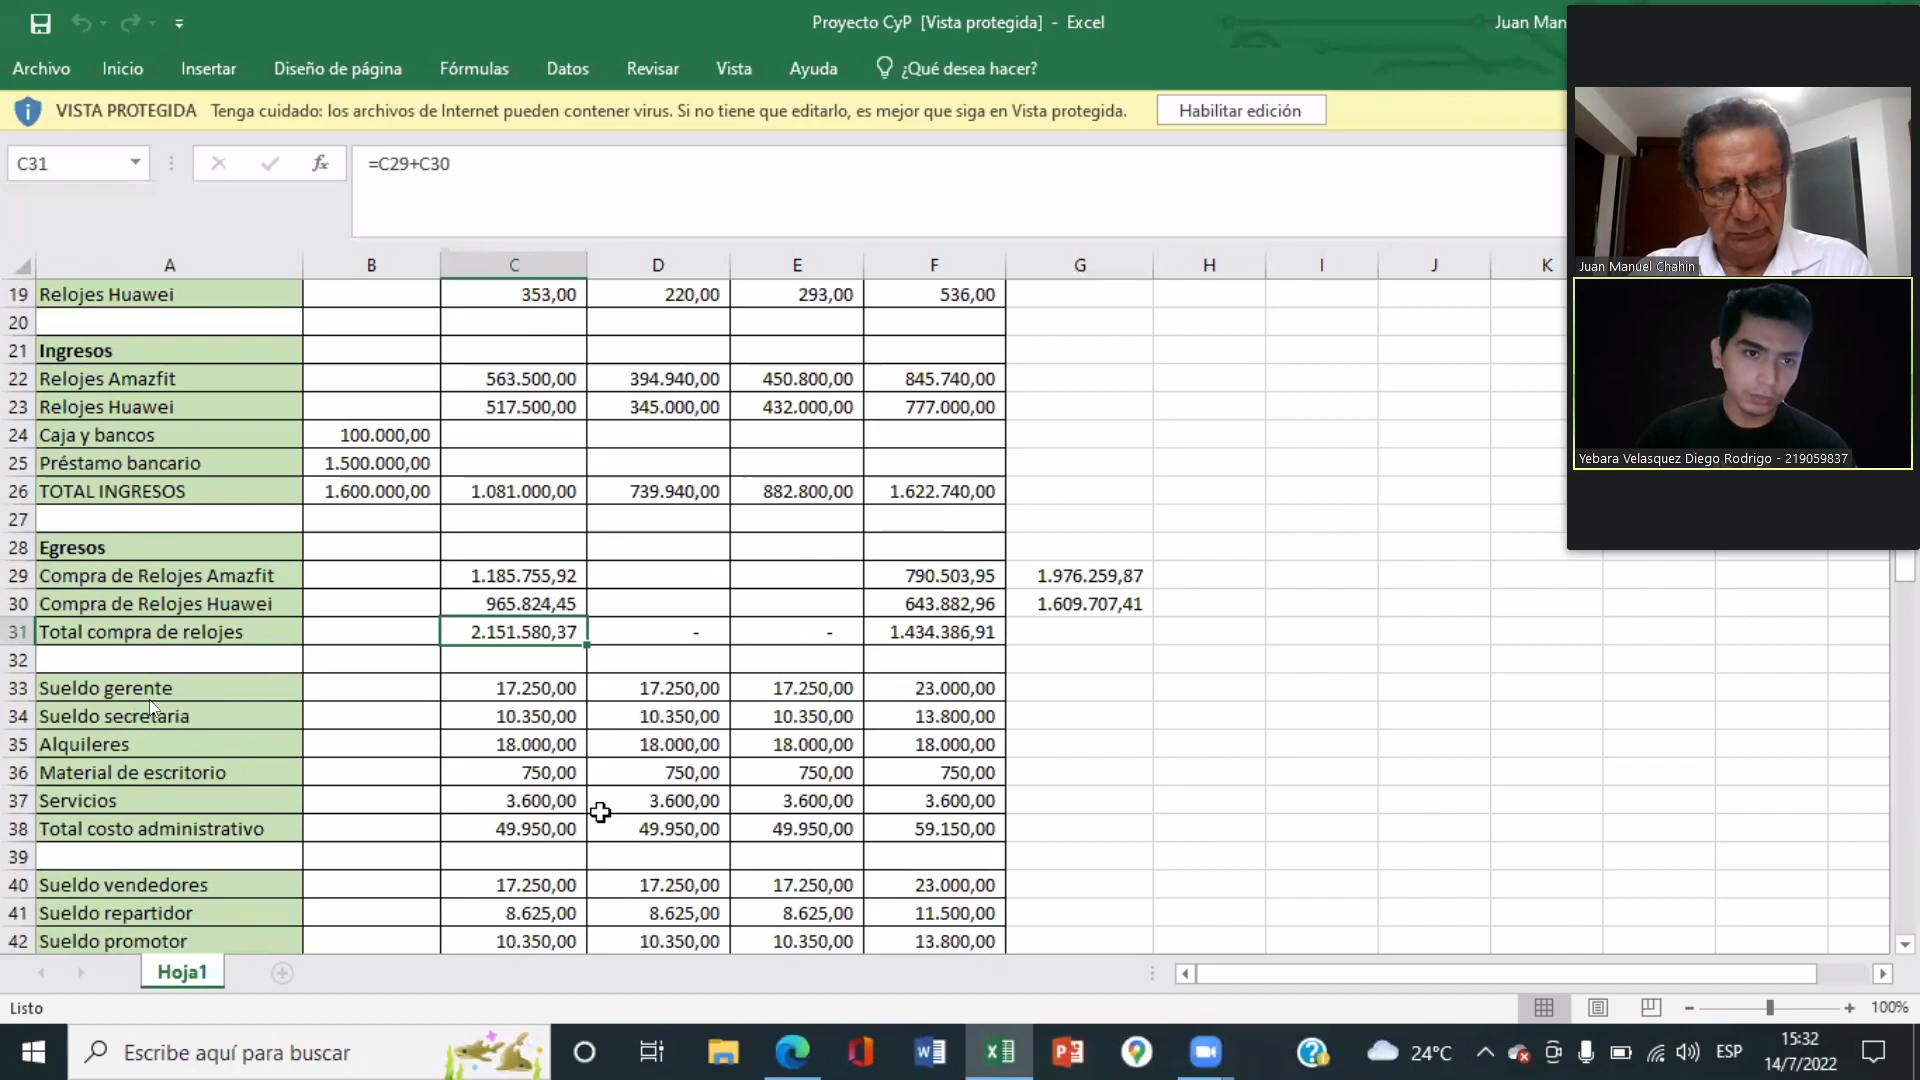 Proyecto CyP [Vista protegida] - Excel
Juan Man
Archivo Inicio Insertar Diseño de página Fórmulas Datos Revisar Vista Ayuda ¿Qué desea hacer?
VISTA PROTEGIDA Tenga cuidado: los archivos de Internet pueden contener virus. Si no tiene que editarlo, es mejor que siga en Vista protegida. Habilitar edición
C31 fx =C29+C30
A B C D E F G H I J K
19 Relojes Huawei 353,00 220,00 293,00 536,00
20
21 Ingresos
22 Relojes Amazfit 563.500,00 394.940,00 450.800,00 845.740,00
23 Relojes Huawei 517.500,00 345.000,00 432.000,00 777.000,00
24 Caja y bancos 100.000,00
25 Préstamo bancario 1.500.000,00
26 TOTAL INGRESOS 1.600.000,00 1.081.000,00 739.940,00 882.800,00 1.622.740,00
27
28 Egresos
29 Compra de Relojes Amazfit 1.185.755,92 790.503,95 1.976.259,87
30 Compra de Relojes Huawei 965.824,45 643.882,96 1.609.707,41
31 Total compra de relojes 2.151.580,37 - - 1.434.386,91
32
33 Sueldo gerente 17.250,00 17.250,00 17.250,00 23.000,00
34 Sueldo secretaria 10.350,00 10.350,00 10.350,00 13.800,00
35 Alquileres 18.000,00 18.000,00 18.000,00 18.000,00
36 Material de escritorio 750,00 750,00 750,00 750,00
37 Servicios 3.600,00 3.600,00 3.600,00 3.600,00
38 Total costo administrativo 49.950,00 49.950,00 49.950,00 59.150,00
39
40 Sueldo vendedores 17.250,00 17.250,00 17.250,00 23.000,00
41 Sueldo repartidor 8.625,00 8.625,00 8.625,00 11.500,00
42 Sueldo promotor 10.350,00 10.350,00 10.350,00 13.800,00
Juan Manuel Chahin
Yebara Velasquez Diego Rodrigo - 219059837
Hoja1
Listo
100%
Escribe aquí para buscar
24°C
ESP
15:32
14/7/2022